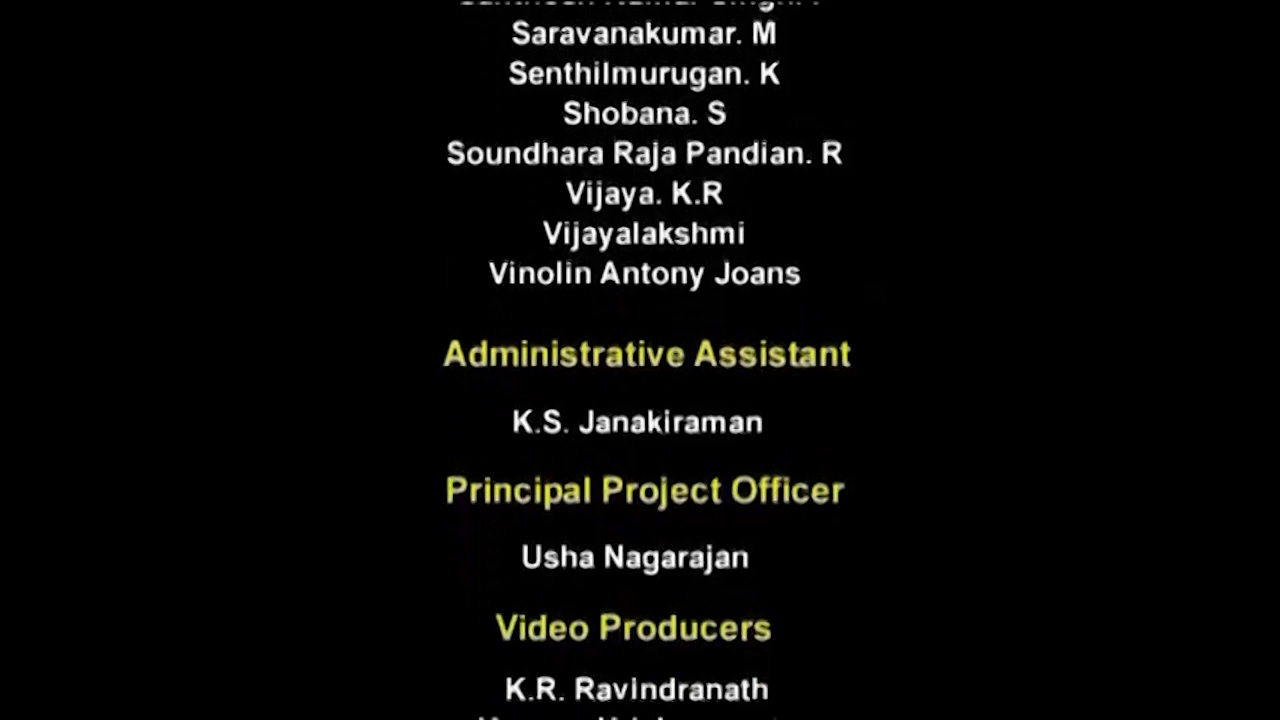 Saravanakumar. M
Senthilmurugan. K
Shobana. S
Soundhara Raja Pandian. R
Vijaya. K.R
Vijayalakshmi
Vinolin Antony Joans
Administrative Assistant
K.S. Janakiraman
Principal Project Officer
Usha Nagarajan
Video Producers
K.R. Ravindranath